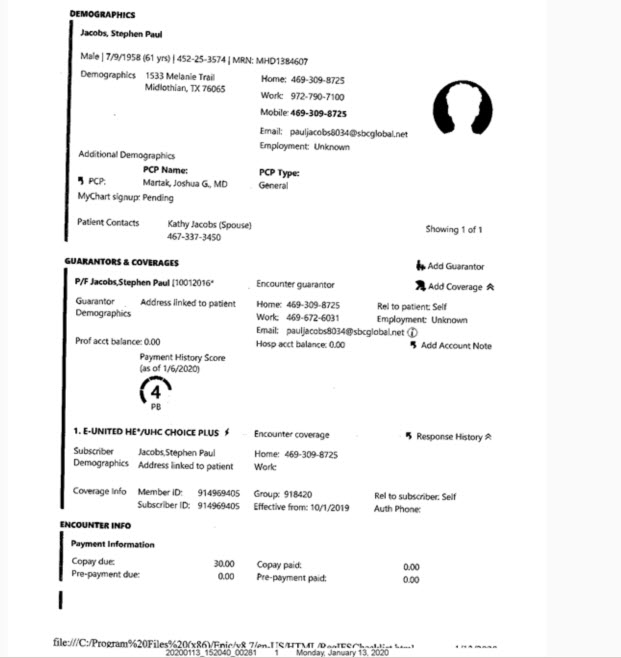 DEMOGRAPHICS
Jacobs, Stephen Paul
Male | 7/9/1958 (61 yrs) | 452-25-3574 | MRN: MHD1384607
Demographics 1533 Melanie Trail Home: 469-309-8725
Midlothian, TX 76065 Work: 972-790-7100
Mobile: 469-309-8725
Email: pauljacobs8034@sbcglobal.net
Employment: Unknown
Additional Demographics
PCP Name: PCP Type:
PCP: Martak, Joshua G., MD General
MyChart signup: Pending
Patient Contacts Kathy Jacobs (Spouse) Showing 1 of 1
467-337-3450
GUARANTORS & COVERAGES
Add Guarantor
P/F Jacobs,Stephen Paul [10012016* Encounter guarantor Add Coverage
Guarantor Address linked to patient Home: 469-309-8725 Rel to patient: Self
Demographics Work: 469-672-6031 Employment: Unknown
Email: pauljacobs8034@sbcglobal.net
Prof acct balance: 0.00 Hosp acct balance: 0.00 Add Account Note
Payment History Score
(as of 1/6/2020)
4
PB
1. E-UNITED HE*/UHC CHOICE PLUS Encounter coverage Response History
Subscriber Jacobs,Stephen Paul Home: 469-309-8725
Demographics Address linked to patient Work:
Coverage Info Member ID: 914969405 Group: 918420 Rel to subscriber: Self
Subscriber ID: 914969405 Effective from: 10/1/2019 Auth Phone:
ENCOUNTER INFO
Payment Information
Copay due: 30.00 Copay paid: 0.00
Pre-payment due: 0.00 Pre-payment paid: 0.00
file:///C:/Program%20Files%20(x86)/Epic/v8.7/en-US/HTML
20200113_152040_00281 1 Monday, January 13, 2020